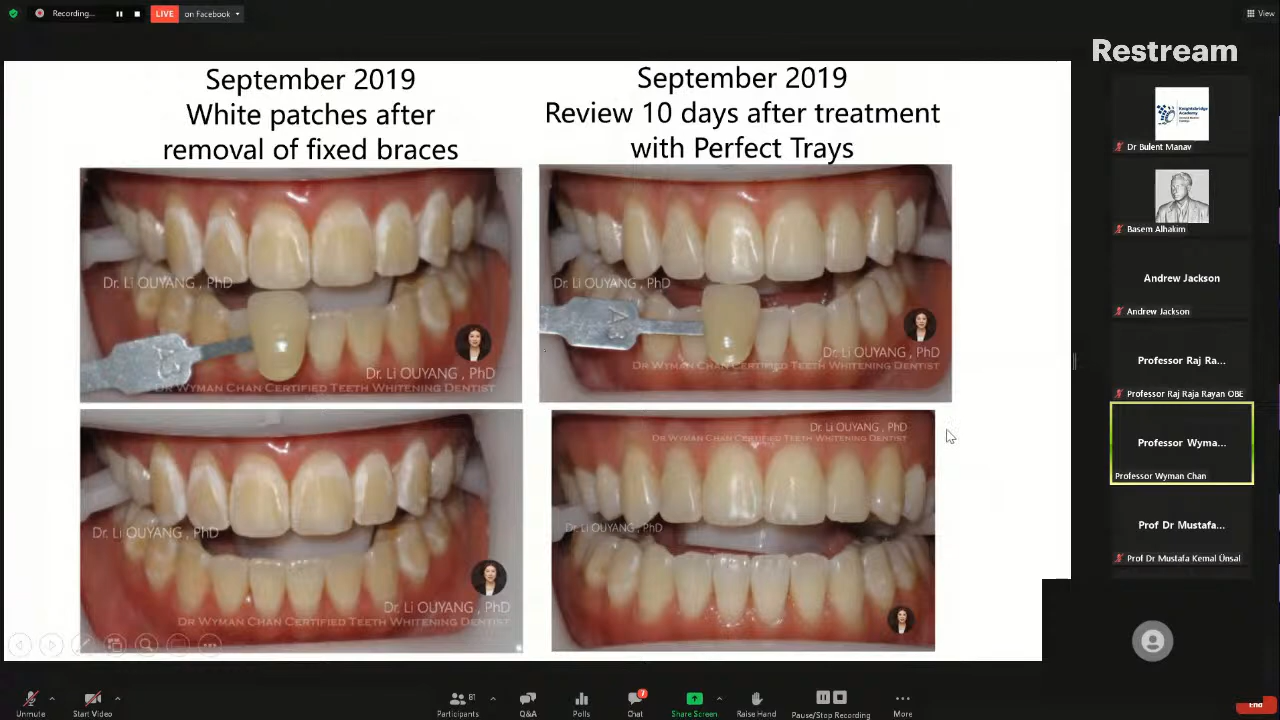 Recording...
LIVE
on Facebook
View
Restream
September 2019
White patches after
removal of fixed braces
September 2019
Review 10 days after treatment
with Perfect Trays
Dr. Li OUYANG , PhD
Dr. Li OUYANG , PhD
DR WYMAN CHAN CERTIFIED TEETH WHITENING DENTIST
Dr. Li OUYANG , PhD
Dr. Li OUYANG , PhD
DR WYMAN CHAN CERTIFIED TEETH WHITENING DENTIST
Dr. Li OUYANG , PhD
Dr. Li OUYANG , PhD
DR WYMAN CHAN CERTIFIED TEETH WHITENING DENTIST
Dr. Li OUYANG , PhD
DR WYMAN CHAN CERTIFIED TEETH WHITENING DENTIST
Dr. Li OUYANG , PhD
Knightsbridge
Academy
Dr Bulent Manav
Basem Alhakim
Andrew Jackson
Andrew Jackson
Professor Raj Ra...
Professor Raj Raja Rayan OBE
Professor Wyma...
Professor Wyman Chan
Prof Dr Mustafa...
Prof Dr Mustafa Kemal Ünsal
Unmute
Start Video
Participants
81
Q&A
Polls
Chat
Share Screen
Raise Hand
Pause/Stop Recording
More
End